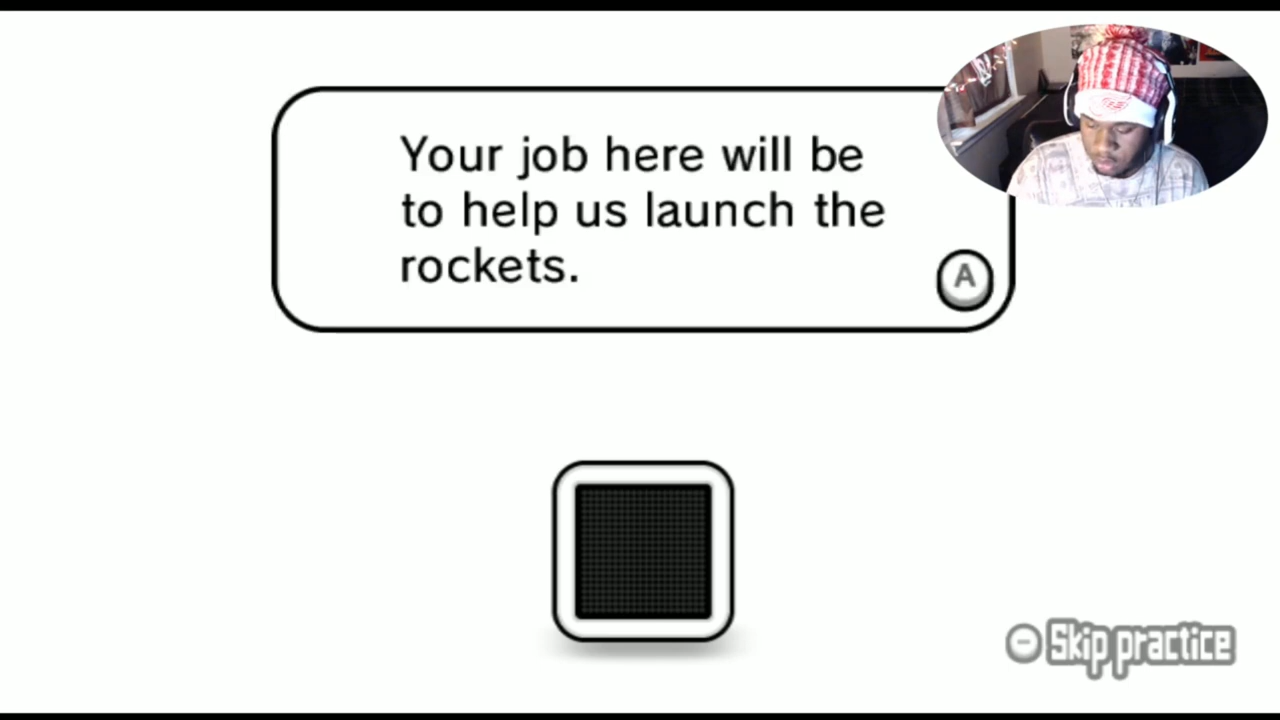 Your job here will be
to help us launch the
rockets.
A
Skip practice